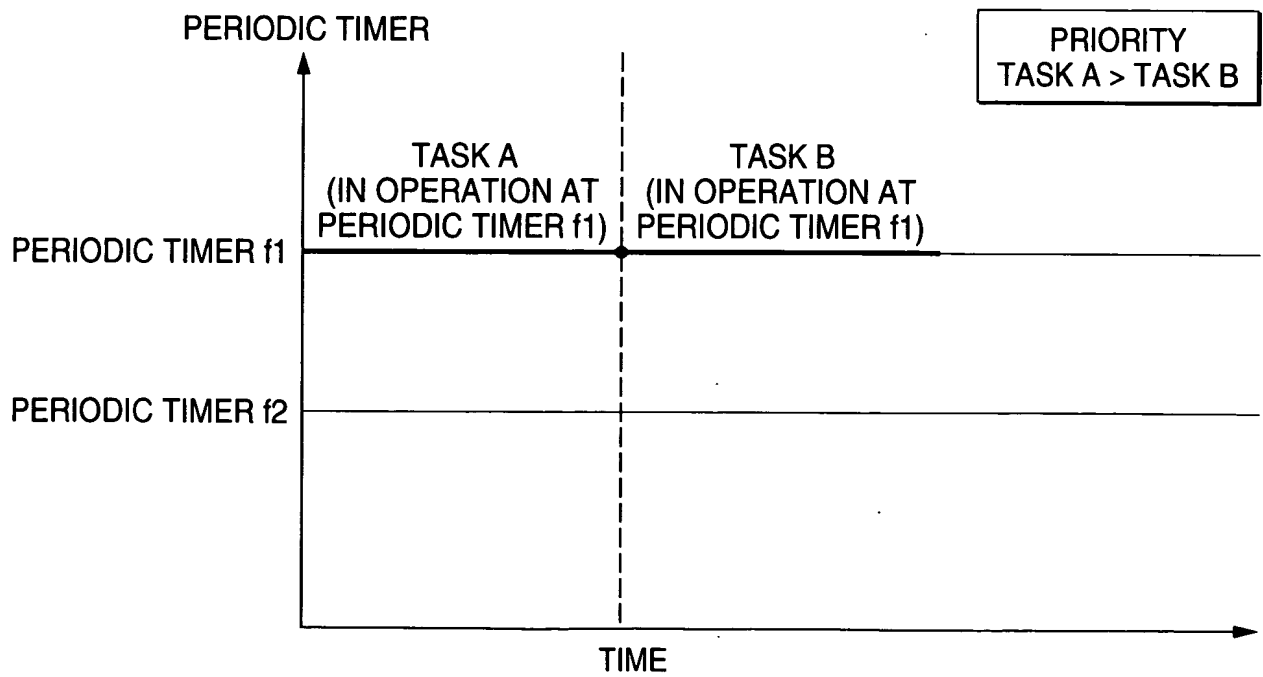 PERIODIC TIMER
PRIORITY
TASK A > TASK B
TASK A
(IN OPERATION AT
PERIODIC TIMER f1)
TASK B
(IN OPERATION AT
PERIODIC TIMER f1)
PERIODIC TIMER f1
PERIODIC TIMER f2
TIME